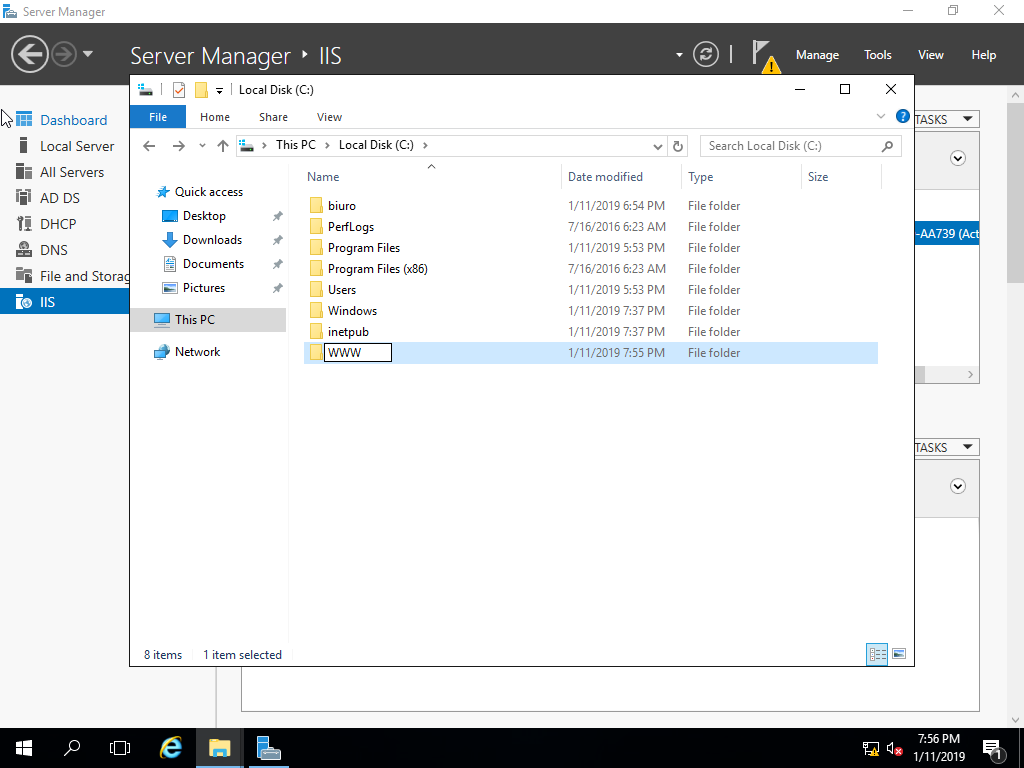 Server Manager
Server Manager ‣ IIS
Manage Tools View Help
Local Disk (C:)
File Home Share View
This PC > Local Disk (C:) >
Search Local Disk (C:)
Dashboard
Local Server
All Servers
AD DS
DHCP
DNS
File and Storag
IIS
Quick access
Desktop
Downloads
Documents
Pictures
This PC
Network
Name Date modified Type Size
biuro 1/11/2019 6:54 PM File folder
PerfLogs 7/16/2016 6:23 AM File folder
Program Files 1/11/2019 5:53 PM File folder
Program Files (x86) 7/16/2016 6:23 AM File folder
Users 1/11/2019 5:53 PM File folder
Windows 1/11/2019 7:37 PM File folder
inetpub 1/11/2019 7:37 PM File folder
WWW 1/11/2019 7:55 PM File folder
8 items 1 item selected
TASKS
-AA739 (Act
TASKS
7:56 PM
1/11/2019
1